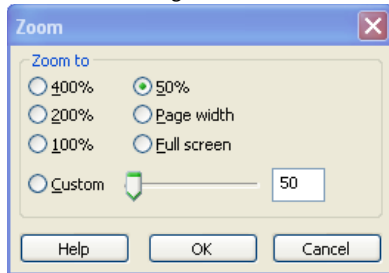 Zoom
Zoom to
400% 50%
200% Page width
100% Full screen
Custom 50
Help OK Cancel